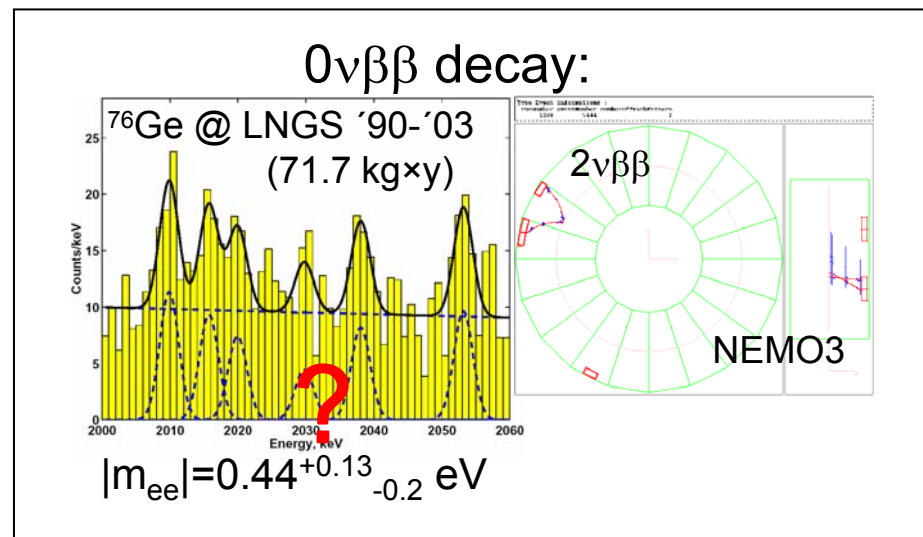 0νββ decay:
⁷⁶Ge @ LNGS ´90-´03
(71.7 kg×y)
25
20
15
10
5
0
Counts/keV
2000 2010 2020 2030 2040 2050 2060
Energy, keV
?
|mₑₑ|=0.44⁺⁰·¹³₋₀.₂ eV
2νββ
NEMO3